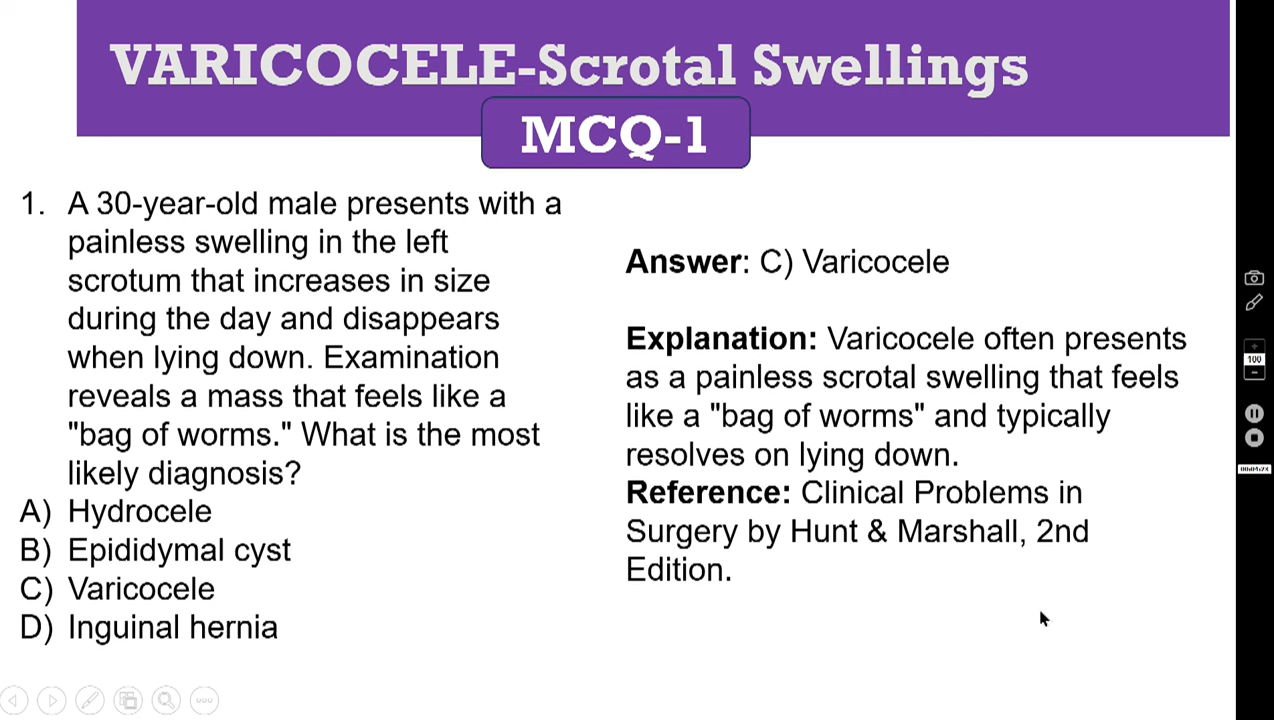 VARICOCELE-Scrotal Swellings
MCQ-1
1. A 30-year-old male presents with a
painless swelling in the left
scrotum that increases in size
during the day and disappears
when lying down. Examination
reveals a mass that feels like a
"bag of worms." What is the most
likely diagnosis?
A) Hydrocele
B) Epididymal cyst
C) Varicocele
D) Inguinal hernia
Answer: C) Varicocele
Explanation: Varicocele often presents
as a painless scrotal swelling that feels
like a "bag of worms" and typically
resolves on lying down.
Reference: Clinical Problems in
Surgery by Hunt & Marshall, 2nd
Edition.
100